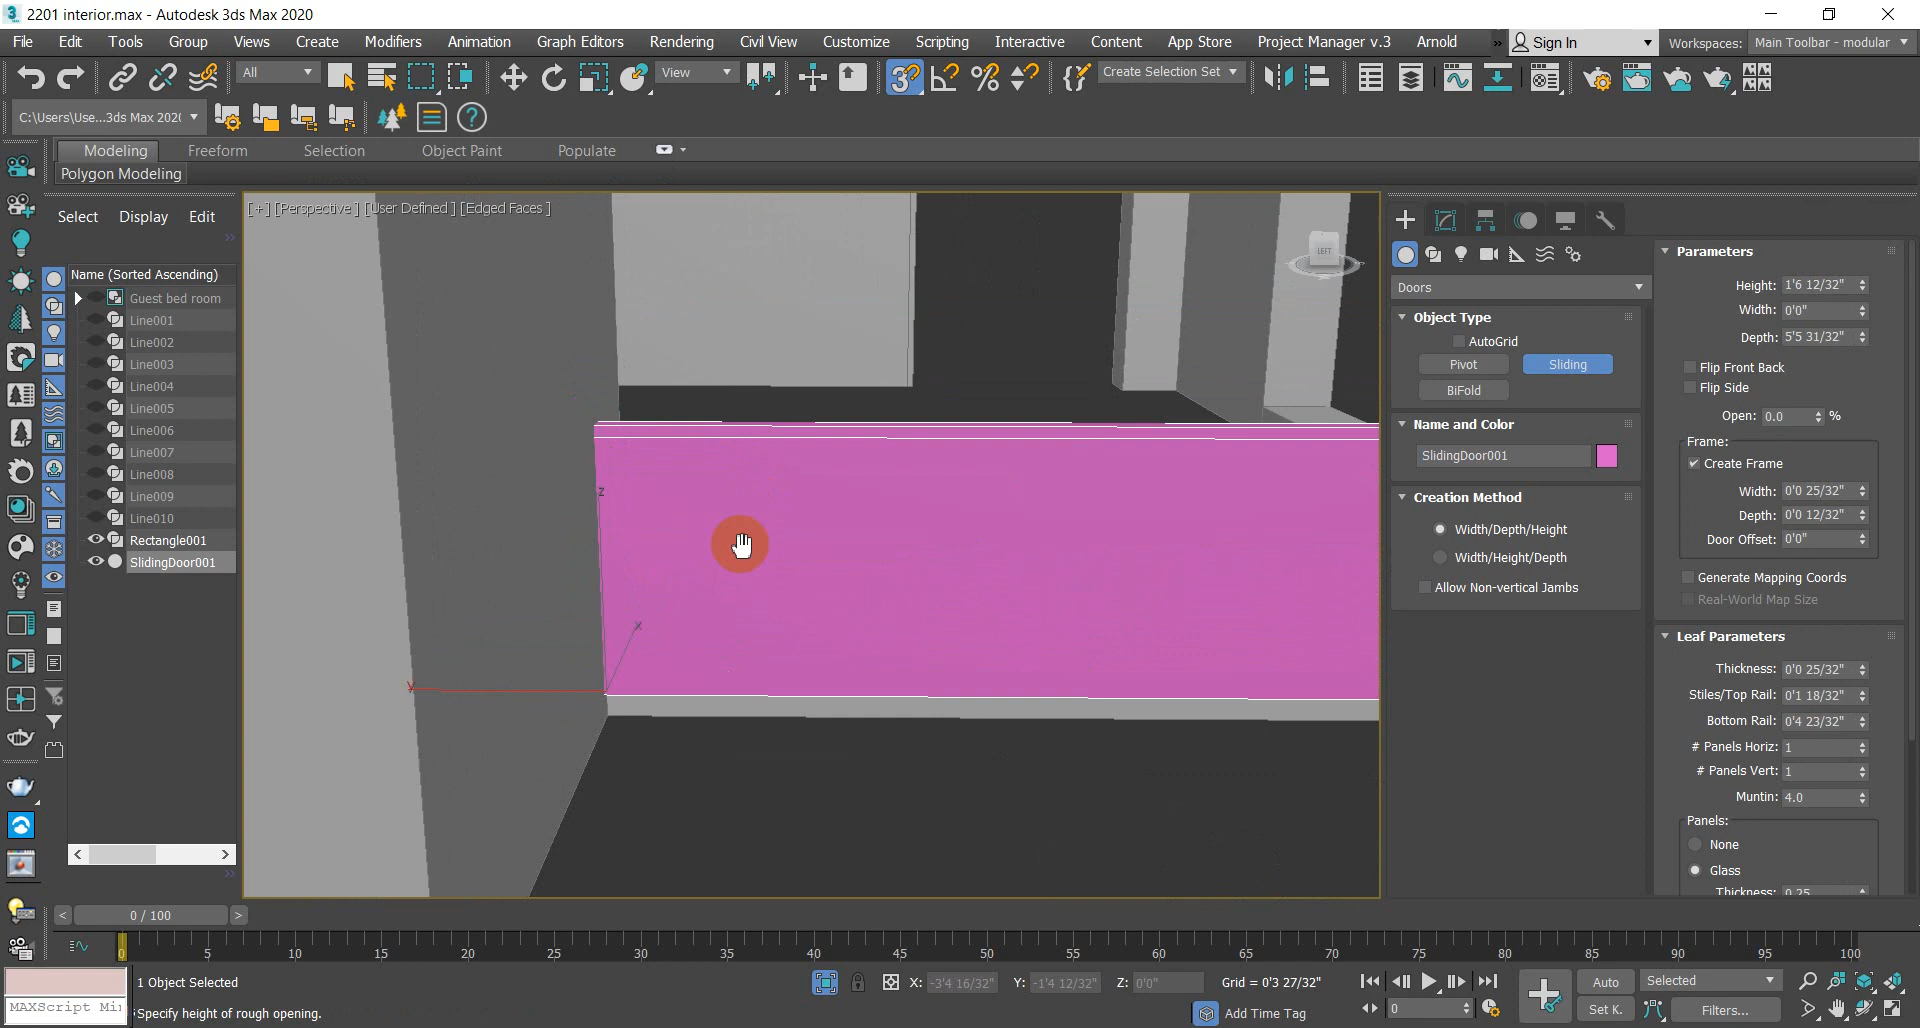 2201 interior.max - Autodesk 3ds Max 2020
File Edit Tools Group Views Create Modifiers Animation Graph Editors Rendering Civil View Customize Scripting Interactive Content App Store Project Manager v.3 Arnold » Sign In Workspaces: Main Toolbar - modular
All View Create Selection Set
C:\Users\Use...3ds Max 202(
Modeling Freeform Selection Object Paint Populate
Polygon Modeling
Select Display Edit
Name (Sorted Ascending)
Guest bed room
Line001
Line002
Line003
Line004
Line005
Line006
Line007
Line008
Line009
Line010
Rectangle001
SlidingDoor001
[+] [Perspective] [User Defined] [Edged Faces]
LEFT
z
x
y
Doors
Object Type
AutoGrid
Pivot Sliding
BiFold
Name and Color
SlidingDoor001
Creation Method
Width/Depth/Height
Width/Height/Depth
Allow Non-vertical Jambs
Parameters
Height: 1'6 12/32"
Width: 0'0"
Depth: 5'5 31/32"
Flip Front Back
Flip Side
Open: 0.0 %
Frame:
Create Frame
Width: 0'0 25/32"
Depth: 0'0 12/32"
Door Offset: 0'0"
Generate Mapping Coords
Real-World Map Size
Leaf Parameters
Thickness: 0'0 25/32"
Stiles/Top Rail: 0'1 18/32"
Bottom Rail: 0'4 23/32"
# Panels Horiz: 1
# Panels Vert: 1
Muntin: 4.0
Panels:
None
Glass
Thickness: 0.25
< 0 / 100 >
0 5 10 15 20 25 30 35 40 45 50 55 60 65 70 75 80 85 90 95 100
1 Object Selected X: -3'4 16/32" Y: -1'4 12/32" Z: 0'0" Grid = 0'3 27/32" Auto Selected
MAXScript Mi
Specify height of rough opening. Add Time Tag 0 Set K. Filters...